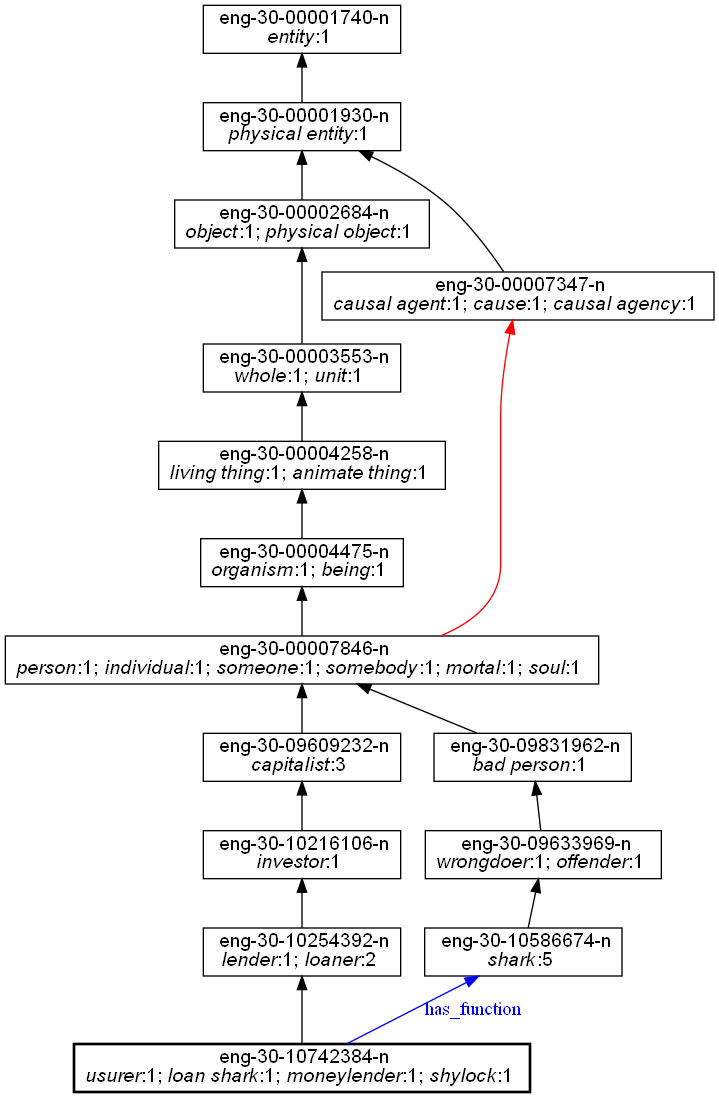 eng-30-00001740-n
entity:1
eng-30-00001930-n
physical entity:1
eng-30-00002684-n
object:1; physical object:1
eng-30-00007347-n
causal agent:1; cause:1; causal agency:1
eng-30-00003553-n
whole:1; unit:1
eng-30-00004258-n
living thing:1; animate thing:1
eng-30-00004475-n
organism:1; being:1
eng-30-00007846-n
person:1; individual:1; someone:1; somebody:1; mortal:1; soul:1
eng-30-09609232-n
capitalist:3
eng-30-09831962-n
bad person:1
eng-30-10216106-n
investor:1
eng-30-09633969-n
wrongdoer:1; offender:1
eng-30-10254392-n
lender:1; loaner:2
eng-30-10586674-n
shark:5
has_function
eng-30-10742384-n
usurer:1; loan shark:1; moneylender:1; shylock:1